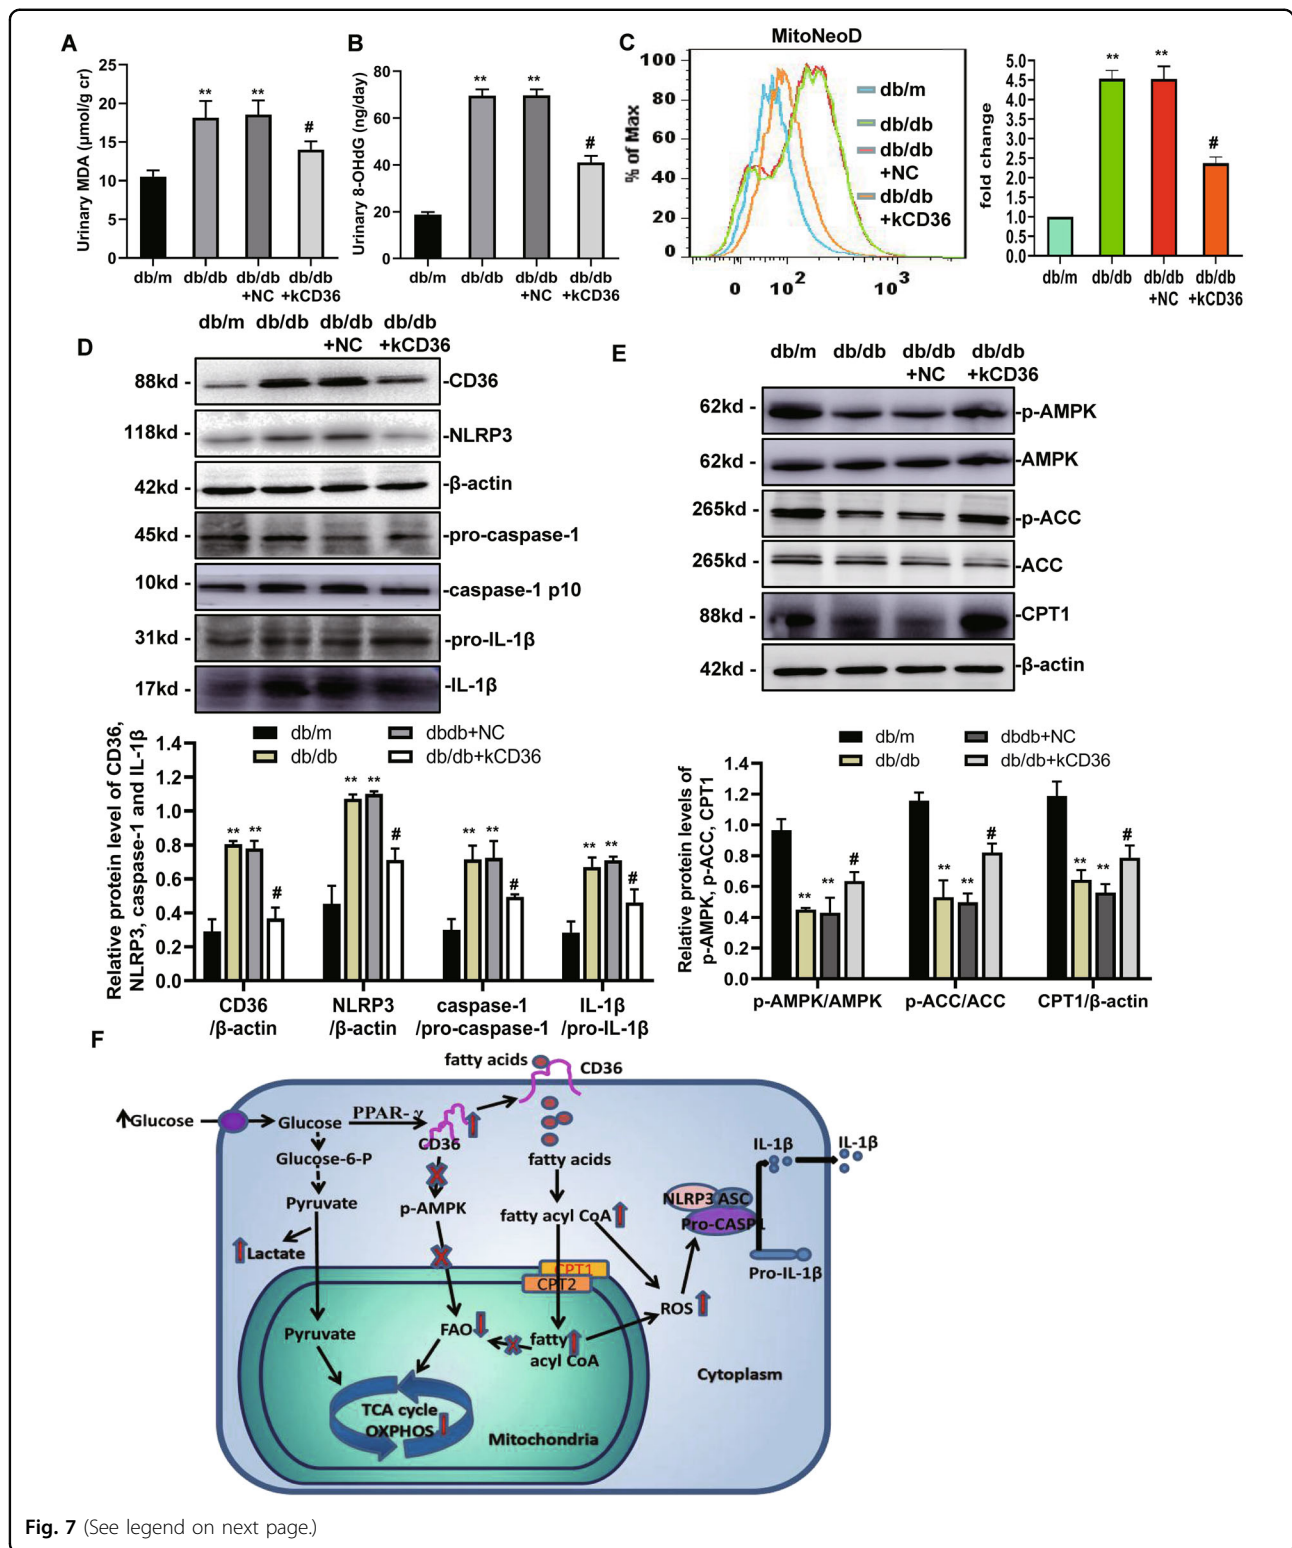 A
Urinary MDA (μmol/g cr)
25
20
15
10
5
0
**
**
#
db/m
db/db
db/db
+NC
db/db
+kCD36
B
Urinary 8-OHdG (ng/day)
80
60
40
20
0
**
**
#
db/m
db/db
db/db
+NC
db/db
+kCD36
C
MitoNeoD
% of Max
100
80
60
40
20
0
0
10²
10³
db/m
db/db
db/db
+NC
db/db
+kCD36
fold change
5.0
4.5
4.0
3.5
3.0
2.5
2.0
1.0
0.5
0.0
**
**
#
db/m
db/db
db/db
+NC
db/db
+kCD36
D
db/m
db/db
db/db
+NC
db/db
+kCD36
88kd -
-CD36
118kd -
-NLRP3
42kd -
-β-actin
45kd -
-pro-caspase-1
10kd -
-caspase-1 p10
31kd -
-pro-IL-1β
17kd -
-IL-1β
db/m
dbdb+NC
db/db
db/db+kCD36
Relative protein level of CD36,
NLRP3, caspase-1 and IL-1β
1.4
1.2
1.0
0.8
0.6
0.4
0.2
0.0
** ** #
** ** #
** ** #
** ** #
CD36
/β-actin
NLRP3
/β-actin
caspase-1
/pro-caspase-1
IL-1β
/pro-IL-1β
E
db/m
db/db
db/db
+NC
db/db
+kCD36
62kd -
-p-AMPK
62kd -
-AMPK
265kd -
-p-ACC
265kd -
-ACC
88kd -
-CPT1
42kd -
-β-actin
db/m
dbdb+NC
db/db
db/db+kCD36
Relative protein levels of
p-AMPK, p-ACC, CPT1
1.4
1.2
1.0
0.8
0.6
0.4
0.2
0.0
** ** #
** ** #
** ** #
p-AMPK/AMPK
p-ACC/ACC
CPT1/β-actin
F
fatty acids
CD36
Glucose
Glucose
PPAR- γ
CD36
Glucose-6-P
fatty acids
IL-1β
IL-1β
Pyruvate
p-AMPK
fatty acyl CoA
NLRP3
ASC
Pro-CASP1
Lactate
Pro-IL-1β
CPT1
CPT2
ROS
Pyruvate
FAO
fatty
acyl CoA
Cytoplasm
TCA cycle
OXPHOS
Mitochondria
Fig. 7 (See legend on next page.)